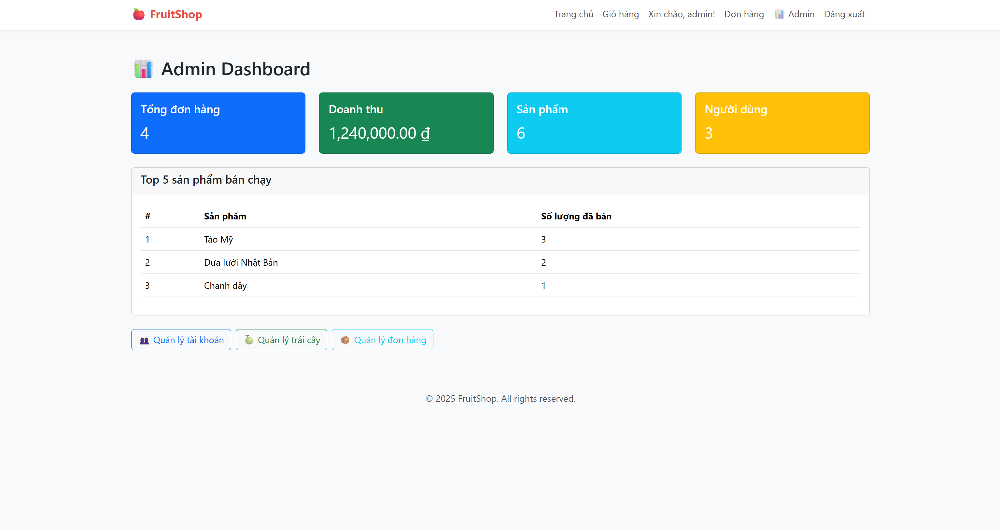 FruitShop
Trang chủ Giỏ hàng Xin chào, admin! Đơn hàng Admin Đăng xuất
Admin Dashboard
Tổng đơn hàng
4
Doanh thu
1,240,000.00 ₫
Sản phẩm
6
Người dùng
3
Top 5 sản phẩm bán chạy
# Sản phẩm Số lượng đã bán
1 Táo Mỹ 3
2 Dưa lưới Nhật Bản 2
3 Chanh dây 1
Quản lý tài khoản Quản lý trái cây Quản lý đơn hàng
© 2025 FruitShop. All rights reserved.